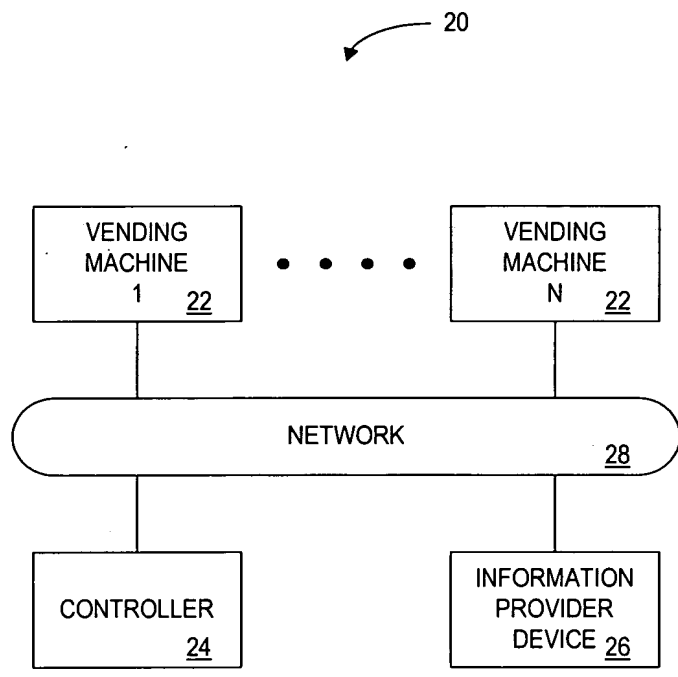 20
VENDING
MACHINE
1 22
VENDING
MACHINE
N 22
NETWORK
28
CONTROLLER
24
INFORMATION
PROVIDER
DEVICE 26